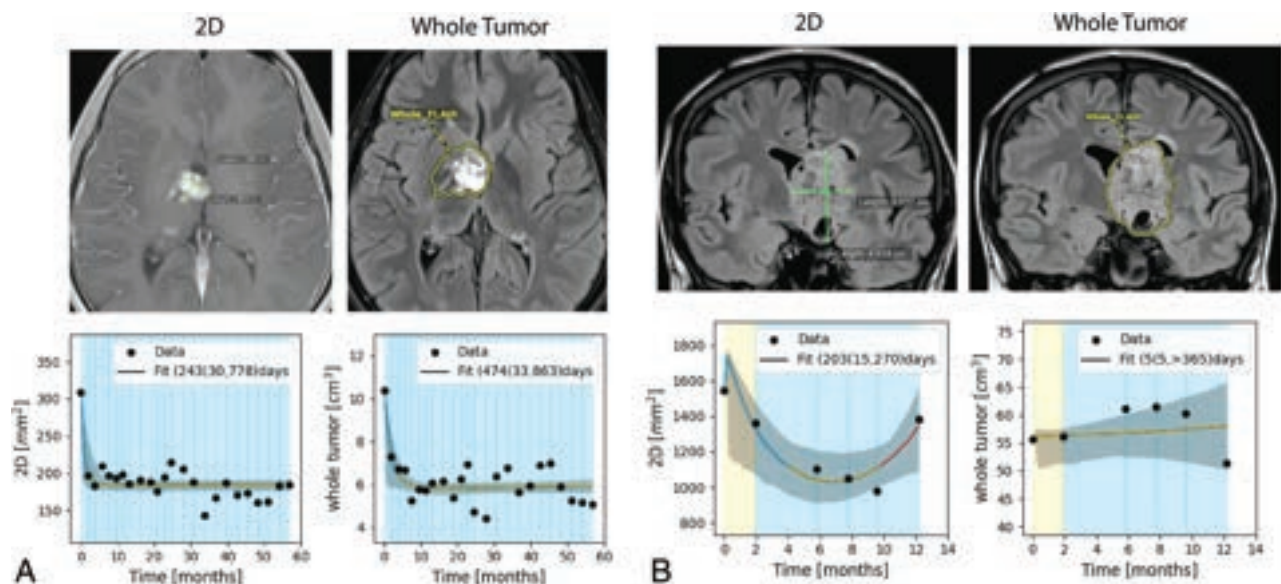 2D
Whole Tumor
2D
Whole Tumor
Whole_FLAIR
Whole_FLAIR
350
300
250
200
150
2D [mm²]
Data
Fit (243(30,778)days
0 10 20 30 40 50 60
Time [months]
12
10
8
6
4
whole tumor [cm³]
Data
Fit (474(33,863)days
0 10 20 30 40 50 60
Time [months]
A
1800
1600
1400
1200
1000
800
2D [mm²]
Data
Fit (203(15,270)days
0 2 4 6 8 10 12 14
Time [months]
75
70
65
60
55
50
45
40
whole tumor [cm³]
Data
Fit (5(5,>365)days
0 2 4 6 8 10 12 14
Time [months]
B